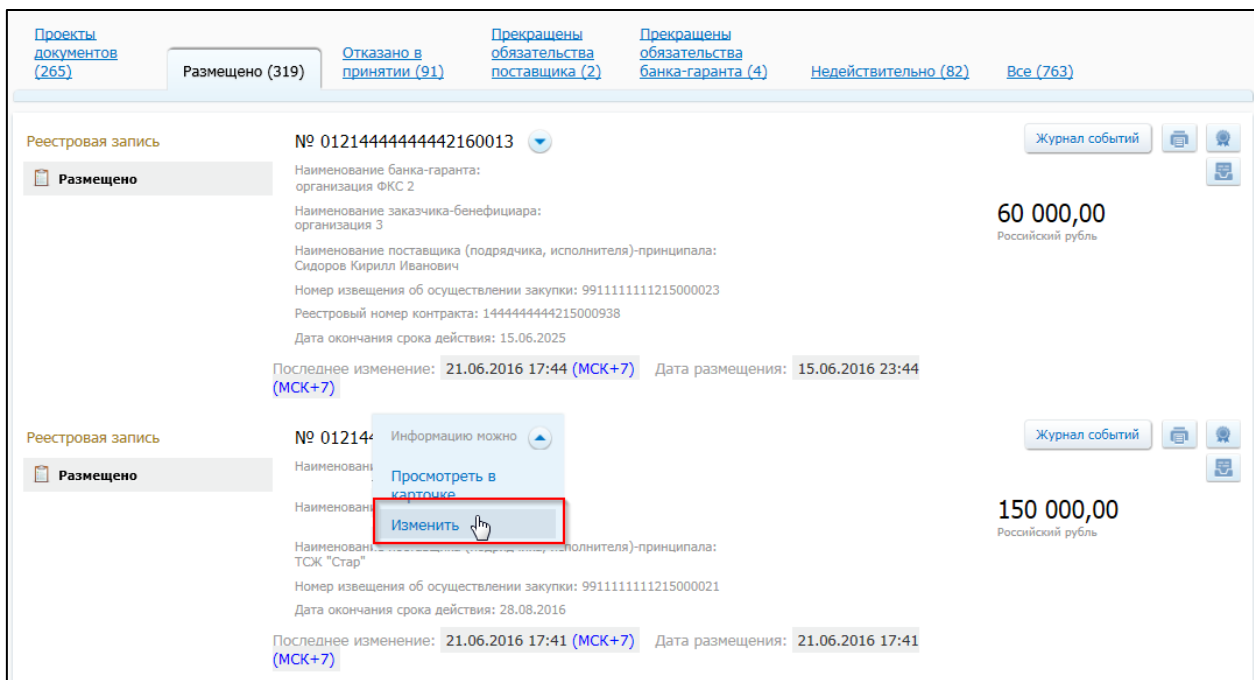 Проекты
документов
(265)
Размещено (319)
Отказано в
принятии (91)
Прекращены
обязательства
поставщика (2)
Прекращены
обязательства
банка-гаранта (4)
Недействительно (82)
Все (763)
Реестровая запись
Размещено
№ 01214444444442160013
Журнал событий
Наименование банка-гаранта:
организация ФКС 2
Наименование заказчика-бенефициара:
организация 3
60 000,00
Российский рубль
Наименование поставщика (подрядчика, исполнителя)-принципала:
Сидоров Кирилл Иванович
Номер извещения об осуществлении закупки: 9911111111215000023
Реестровый номер контракта: 1444444444215000938
Дата окончания срока действия: 15.06.2025
Последнее изменение: 21.06.2016 17:44 (МСК+7) Дата размещения: 15.06.2016 23:44
(МСК+7)
Реестровая запись
Размещено
№ 01214
Информацию можно
Журнал событий
Просмотреть в
карточке
Изменить
150 000,00
Российский рубль
исполнителя)-принципала:
ТСЖ "Стар"
Номер извещения об осуществлении закупки: 9911111111215000021
Дата окончания срока действия: 28.08.2016
Последнее изменение: 21.06.2016 17:41 (МСК+7) Дата размещения: 21.06.2016 17:41
(МСК+7)